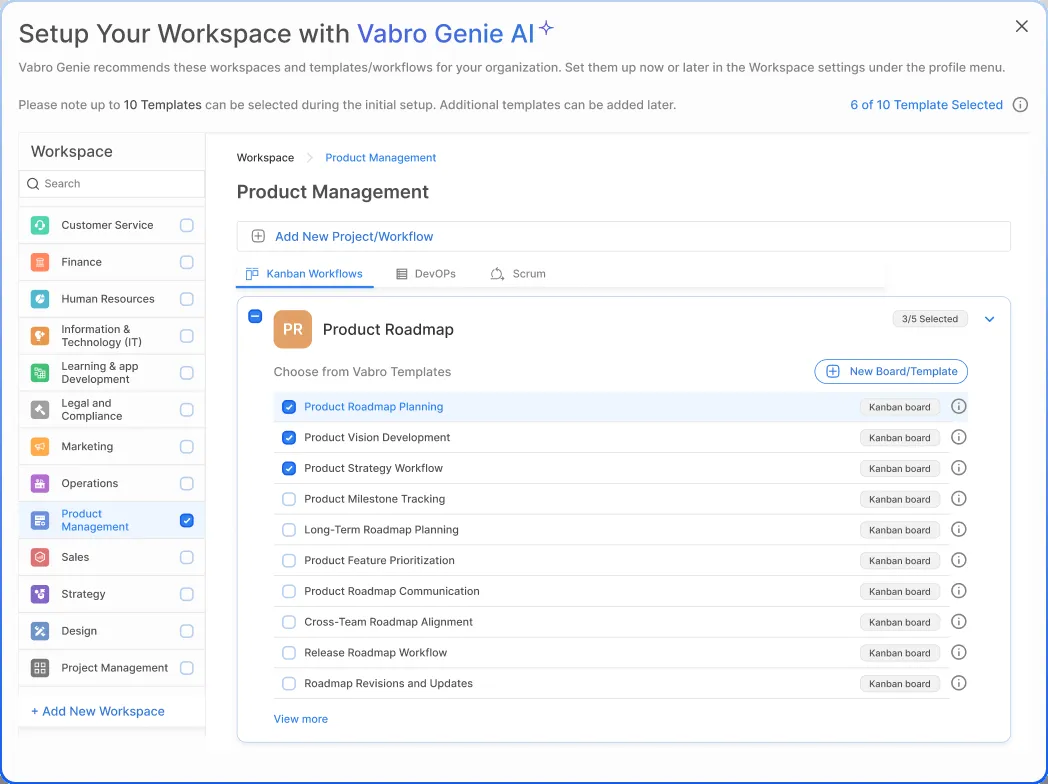 Setup Your Workspace with Vabro Genie AI
Vabro Genie recommends these workspaces and templates/workflows for your organization. Set them up now or later in the Workspace settings under the profile menu.
Please note up to 10 Templates can be selected during the initial setup. Additional templates can be added later.
6 of 10 Template Selected
Workspace
Search
Customer Service
Finance
Human Resources
Information &
Technology (IT)
Learning & app
Development
Legal and
Compliance
Marketing
Operations
Product
Management
Sales
Strategy
Design
Project Management
+ Add New Workspace
Workspace
Product Management
Product Management
Add New Project/Workflow
Kanban Workflows
DevOPs
Scrum
PR
Product Roadmap
3/5 Selected
Choose from Vabro Templates
New Board/Template
Product Roadmap Planning
Kanban board
Product Vision Development
Kanban board
Product Strategy Workflow
Kanban board
Product Milestone Tracking
Kanban board
Long-Term Roadmap Planning
Kanban board
Product Feature Prioritization
Kanban board
Product Roadmap Communication
Kanban board
Cross-Team Roadmap Alignment
Kanban board
Release Roadmap Workflow
Kanban board
Roadmap Revisions and Updates
Kanban board
View more